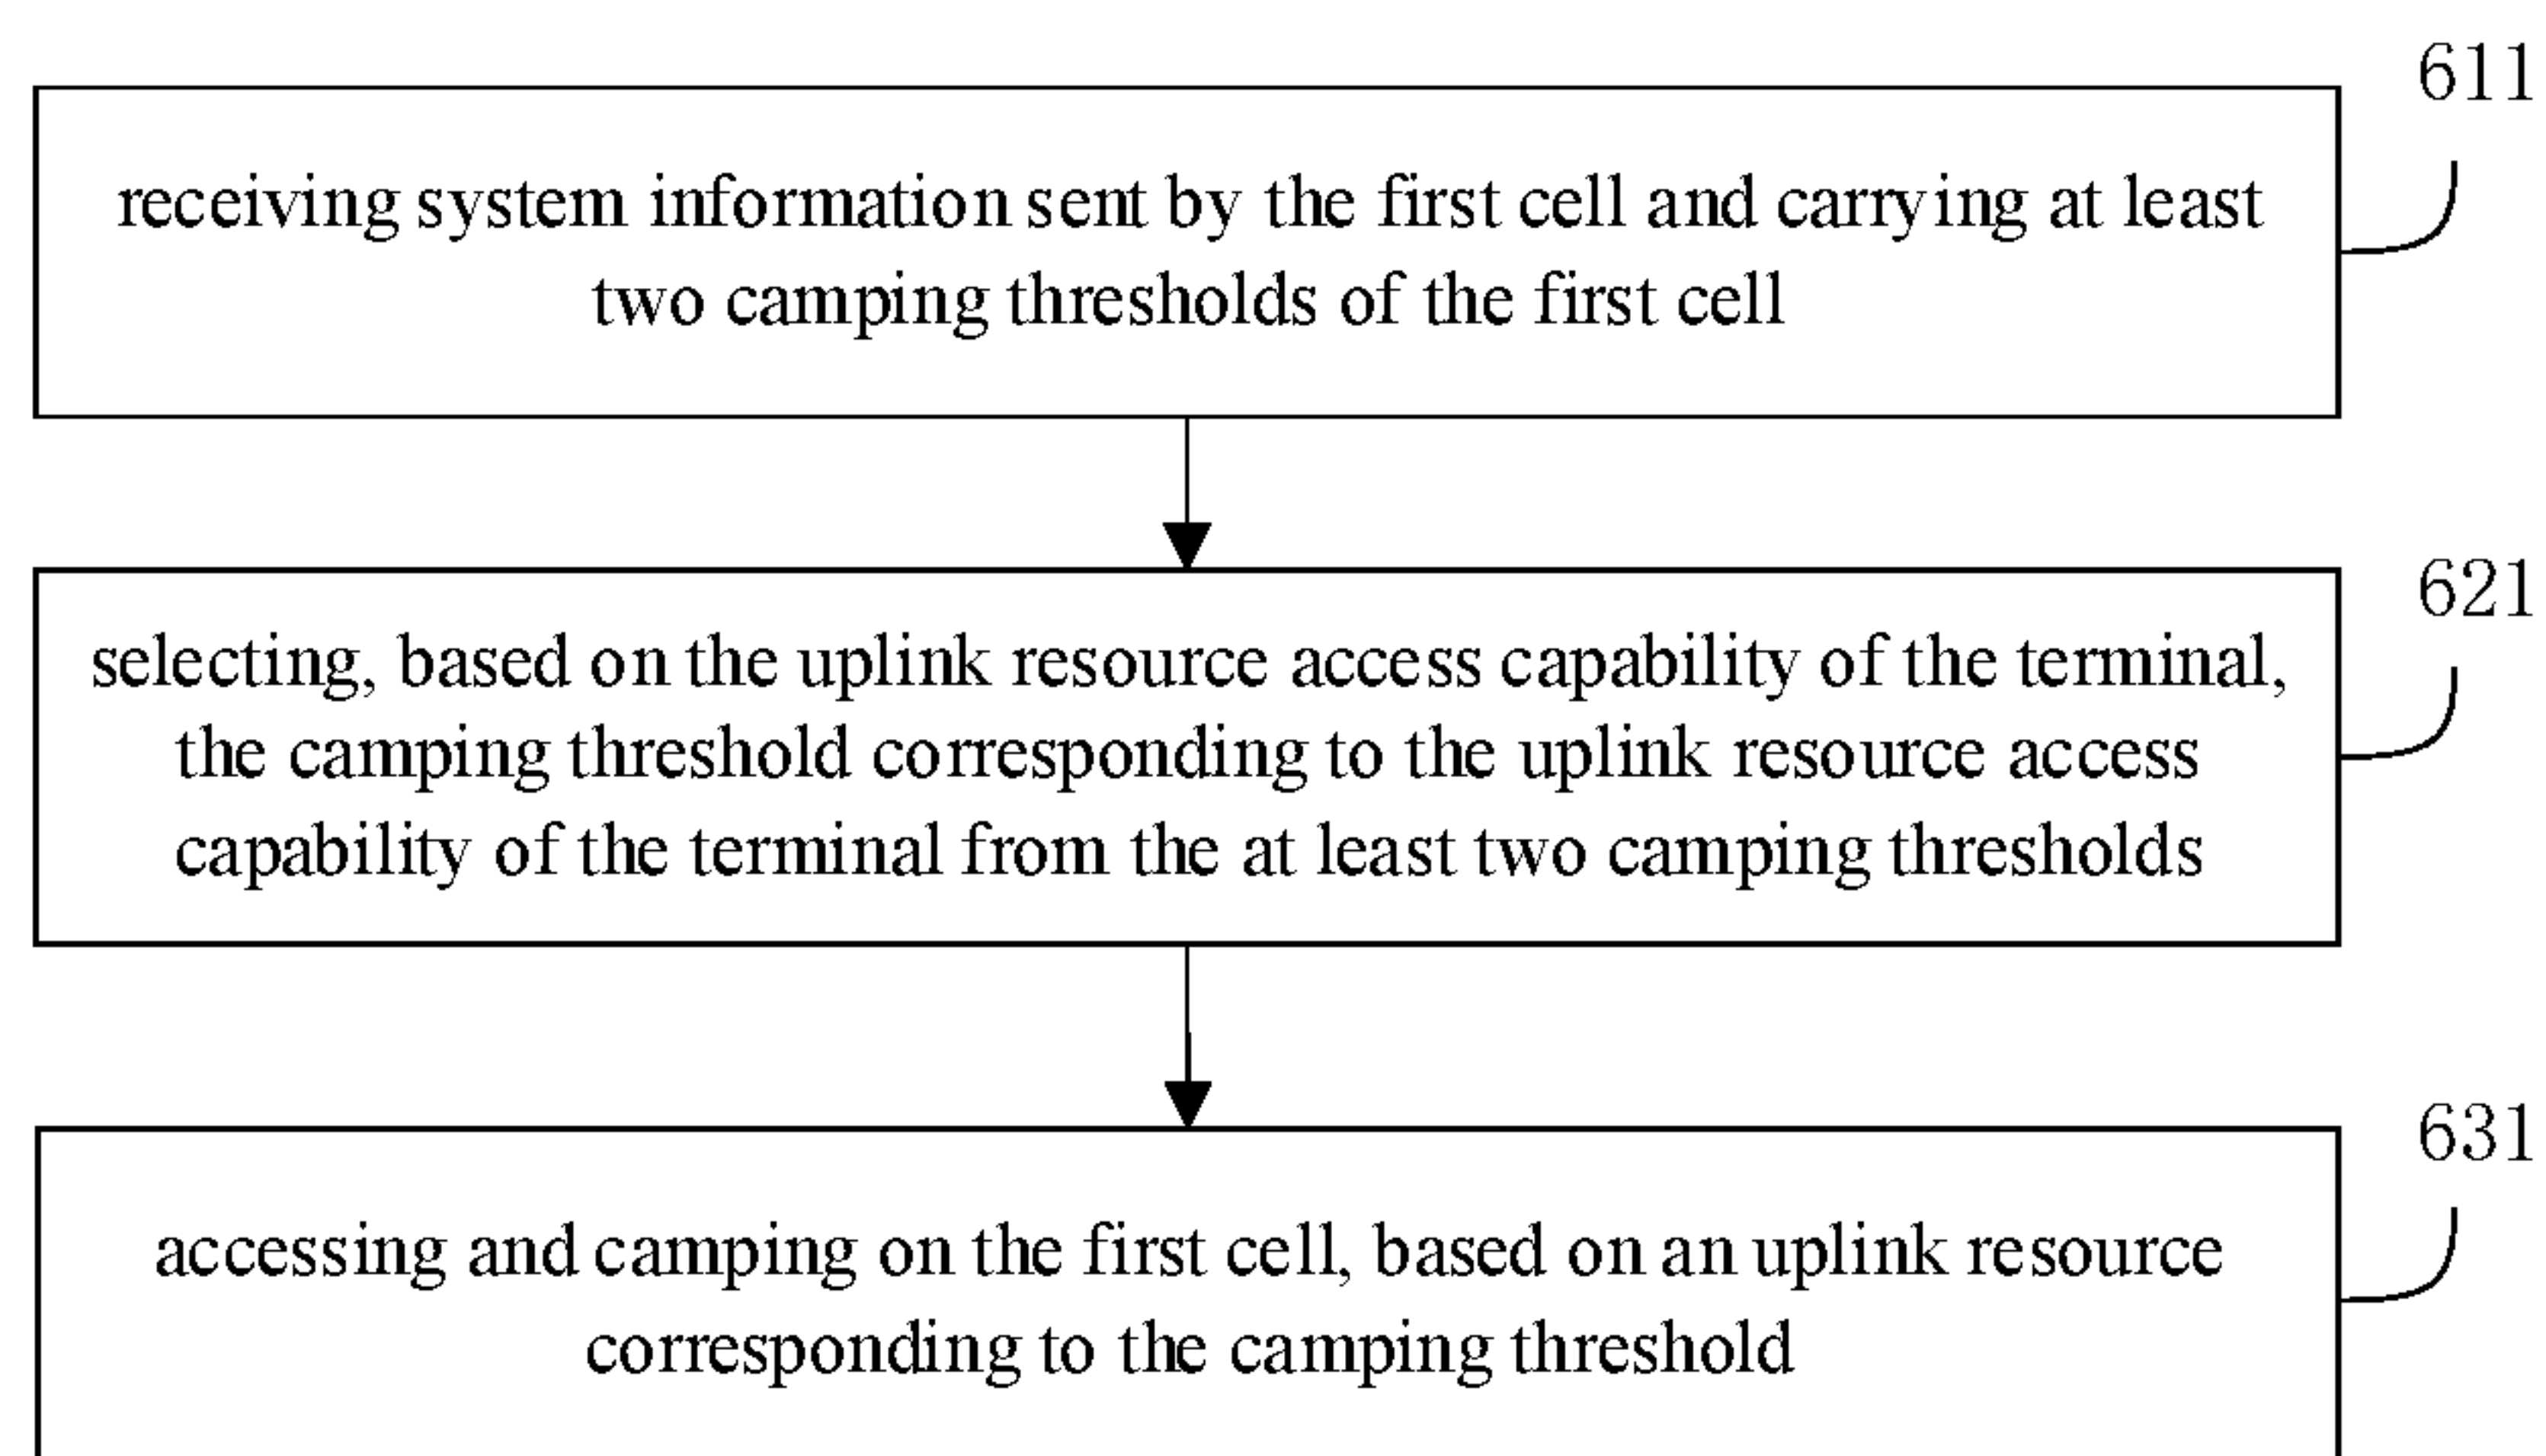 611
receiving system information sent by the first cell and carrying at least
two camping thresholds of the first cell
621
selecting, based on the uplink resource access capability of the terminal,
the camping threshold corresponding to the uplink resource access
capability of the terminal from the at least two camping thresholds
631
accessing and camping on the first cell, based on an uplink resource
corresponding to the camping threshold